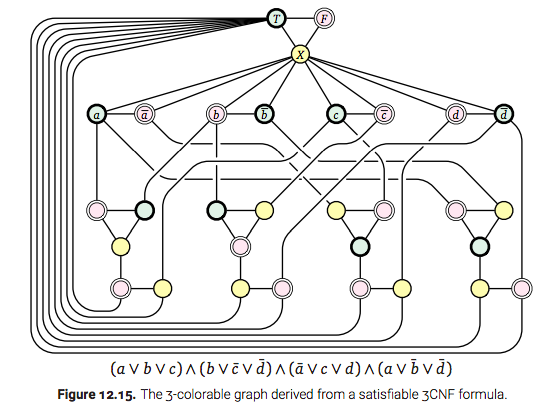 T F
X
a a̅ b b̅ c c̅ d d̅
(a ∨ b ∨ c) ∧ (b ∨ c̅ ∨ d̅) ∧ (a̅ ∨ c ∨ d) ∧ (a ∨ b̅ ∨ d̅)
Figure 12.15. The 3-colorable graph derived from a satisfiable 3CNF formula.